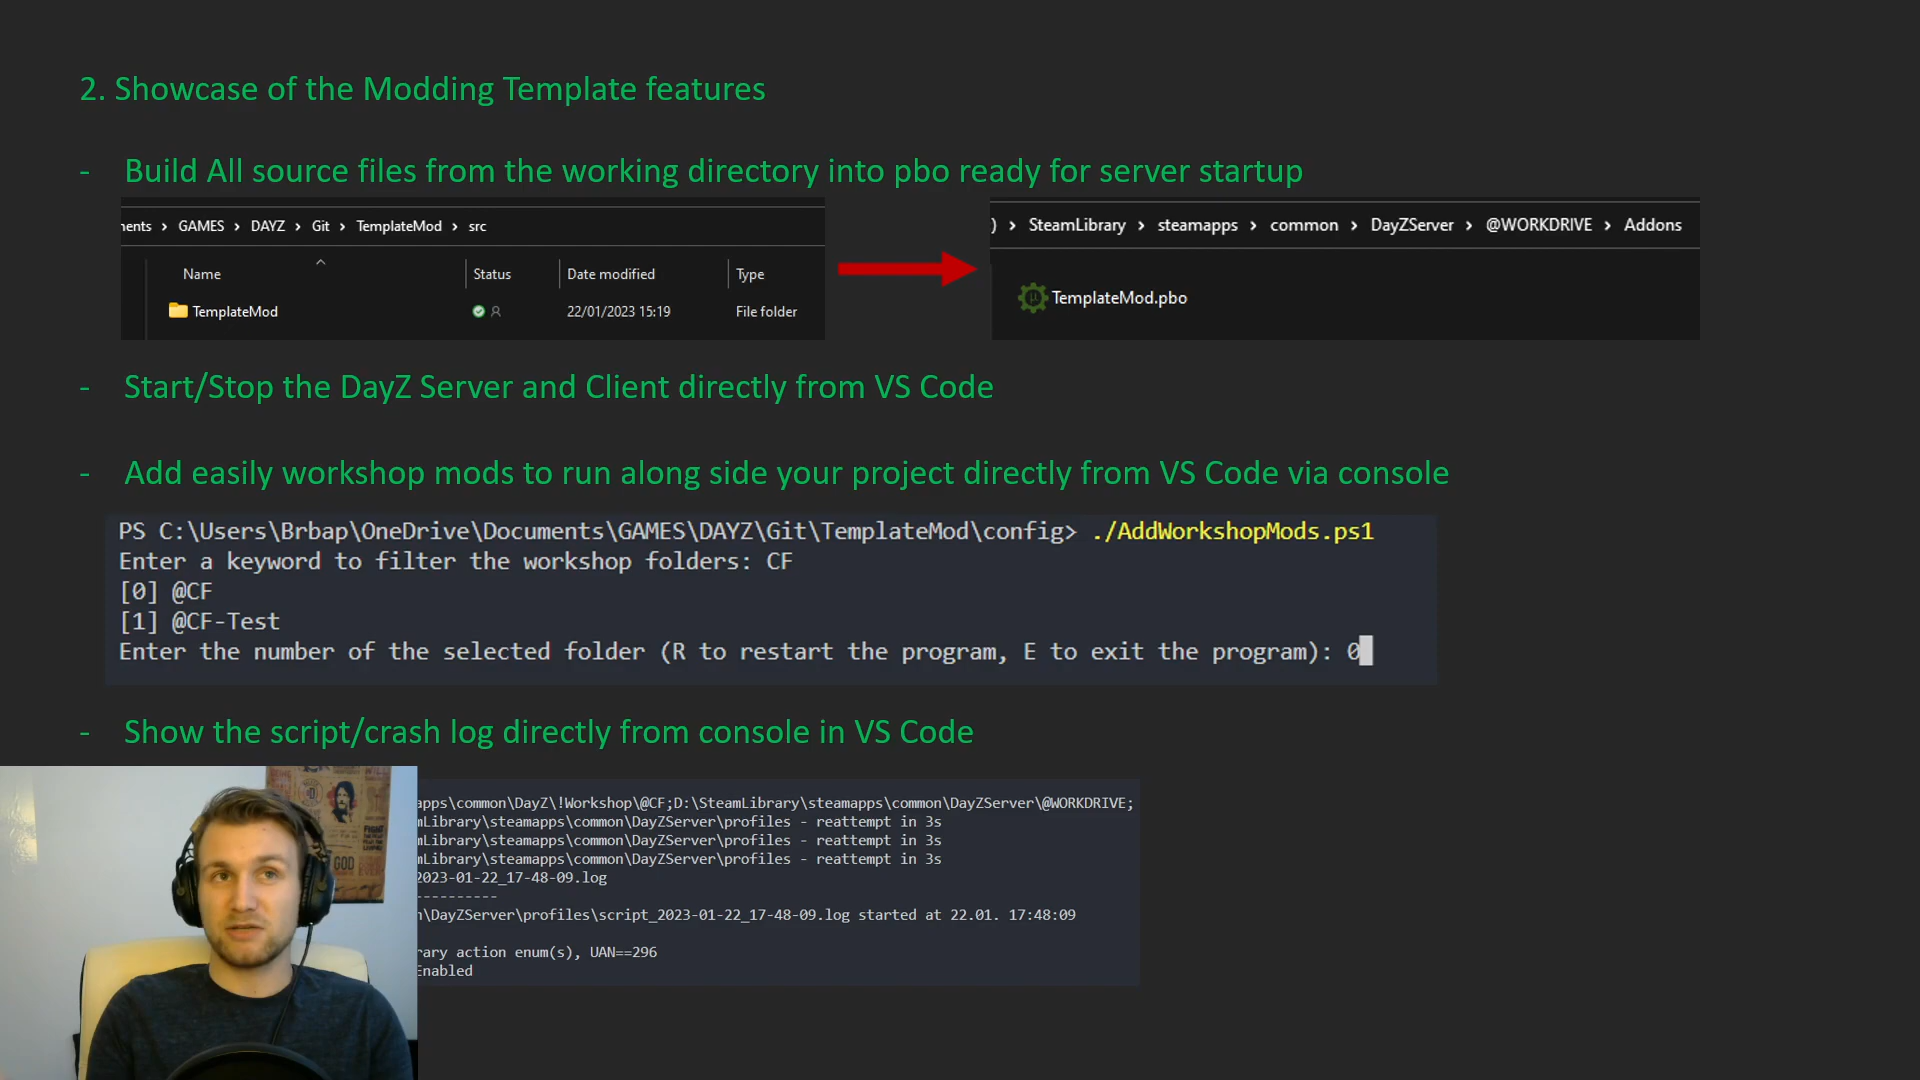 2. Showcase of the Modding Template features
- Build All source files from the working directory into pbo ready for server startup
nents > GAMES > DAYZ > Git > TemplateMod > src
Name Status Date modified Type
TemplateMod 22/01/2023 15:19 File folder
) > SteamLibrary > steamapps > common > DayZServer > @WORKDRIVE > Addons
TemplateMod.pbo
- Start/Stop the DayZ Server and Client directly from VS Code
- Add easily workshop mods to run along side your project directly from VS Code via console
PS C:\Users\Brbap\OneDrive\Documents\GAMES\DAYZ\Git\TemplateMod\config> ./AddWorkshopMods.ps1
Enter a keyword to filter the workshop folders: CF
[0] @CF
[1] @CF-Test
Enter the number of the selected folder (R to restart the program, E to exit the program): 0
- Show the script/crash log directly from console in VS Code
apps\common\DayZ\!Workshop\@CF;D:\SteamLibrary\steamapps\common\DayZServer\@WORKDRIVE;
mLibrary\steamapps\common\DayZServer\profiles - reattempt in 3s
mLibrary\steamapps\common\DayZServer\profiles - reattempt in 3s
mLibrary\steamapps\common\DayZServer\profiles - reattempt in 3s
2023-01-22_17-48-09.log
----------
n\DayZServer\profiles\script_2023-01-22_17-48-09.log started at 22.01. 17:48:09
rary action enum(s), UAN==296
Enabled
GOD